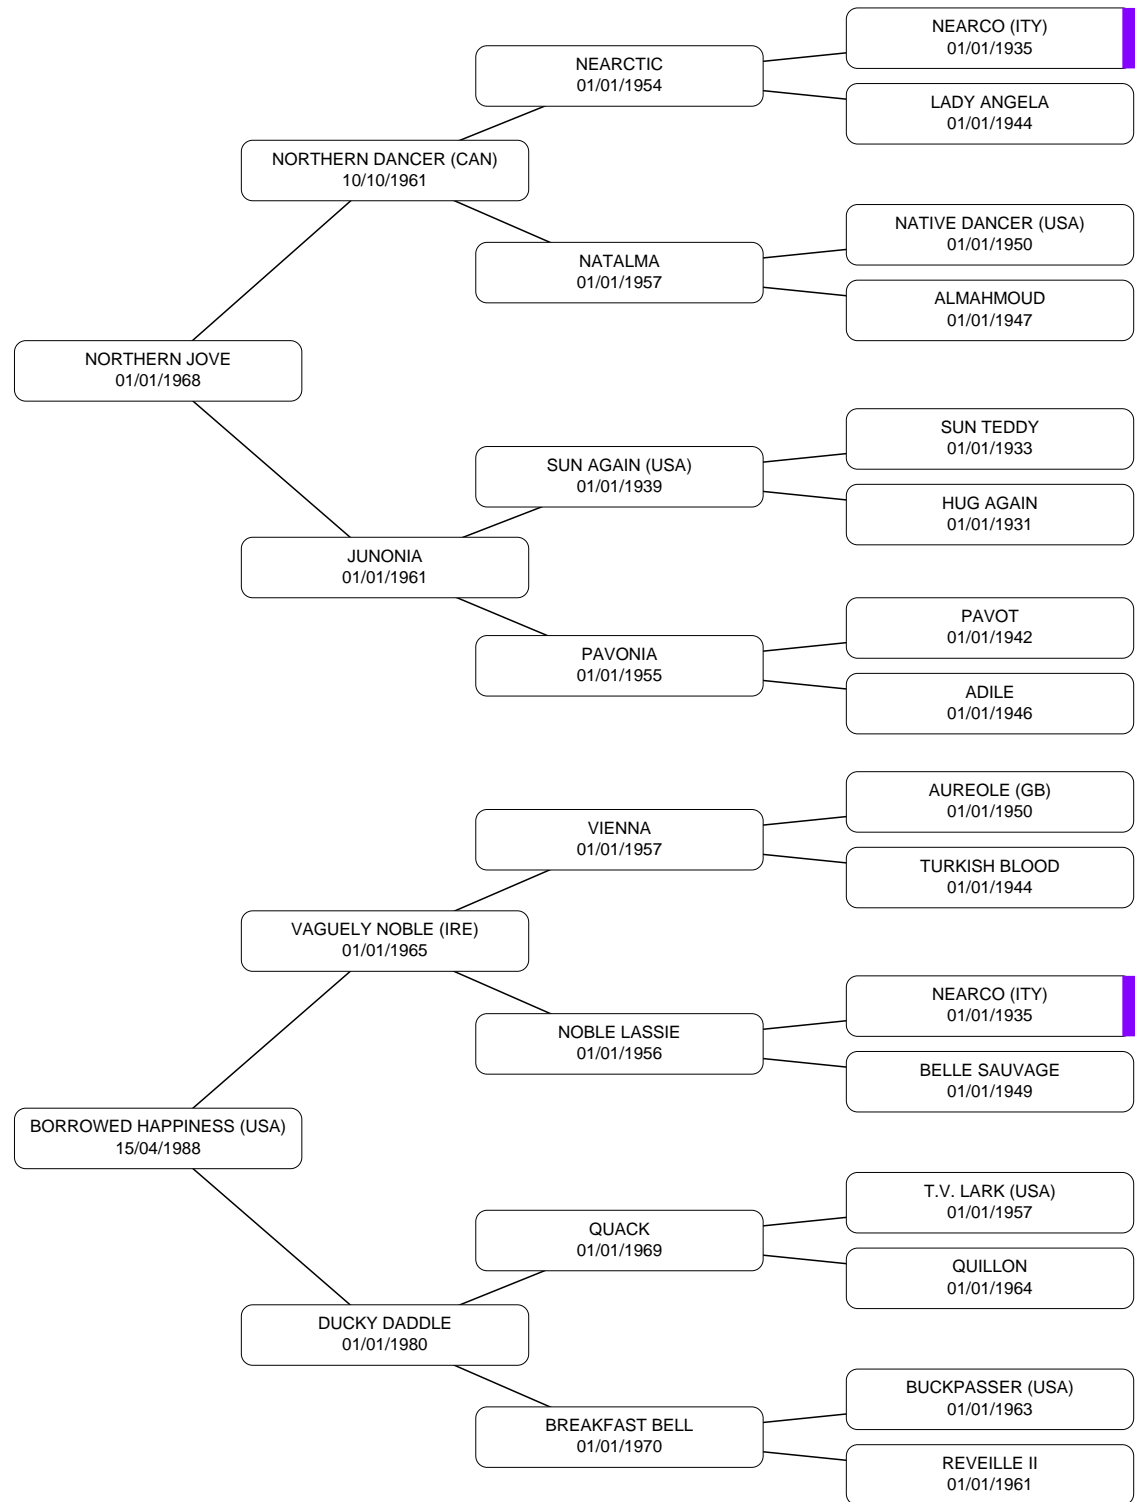 NEARCO (ITY)
01/01/1935
NEARCTIC
01/01/1954
LADY ANGELA
01/01/1944
NORTHERN DANCER (CAN)
10/10/1961
NATIVE DANCER (USA)
01/01/1950
NATALMA
01/01/1957
ALMAHMOUD
01/01/1947
NORTHERN JOVE
01/01/1968
SUN TEDDY
01/01/1933
SUN AGAIN (USA)
01/01/1939
HUG AGAIN
01/01/1931
JUNONIA
01/01/1961
PAVOT
01/01/1942
PAVONIA
01/01/1955
ADILE
01/01/1946
AUREOLE (GB)
01/01/1950
VIENNA
01/01/1957
TURKISH BLOOD
01/01/1944
VAGUELY NOBLE (IRE)
01/01/1965
NEARCO (ITY)
01/01/1935
NOBLE LASSIE
01/01/1956
BELLE SAUVAGE
01/01/1949
BORROWED HAPPINESS (USA)
15/04/1988
T.V. LARK (USA)
01/01/1957
QUACK
01/01/1969
QUILLON
01/01/1964
DUCKY DADDLE
01/01/1980
BUCKPASSER (USA)
01/01/1963
BREAKFAST BELL
01/01/1970
REVEILLE II
01/01/1961